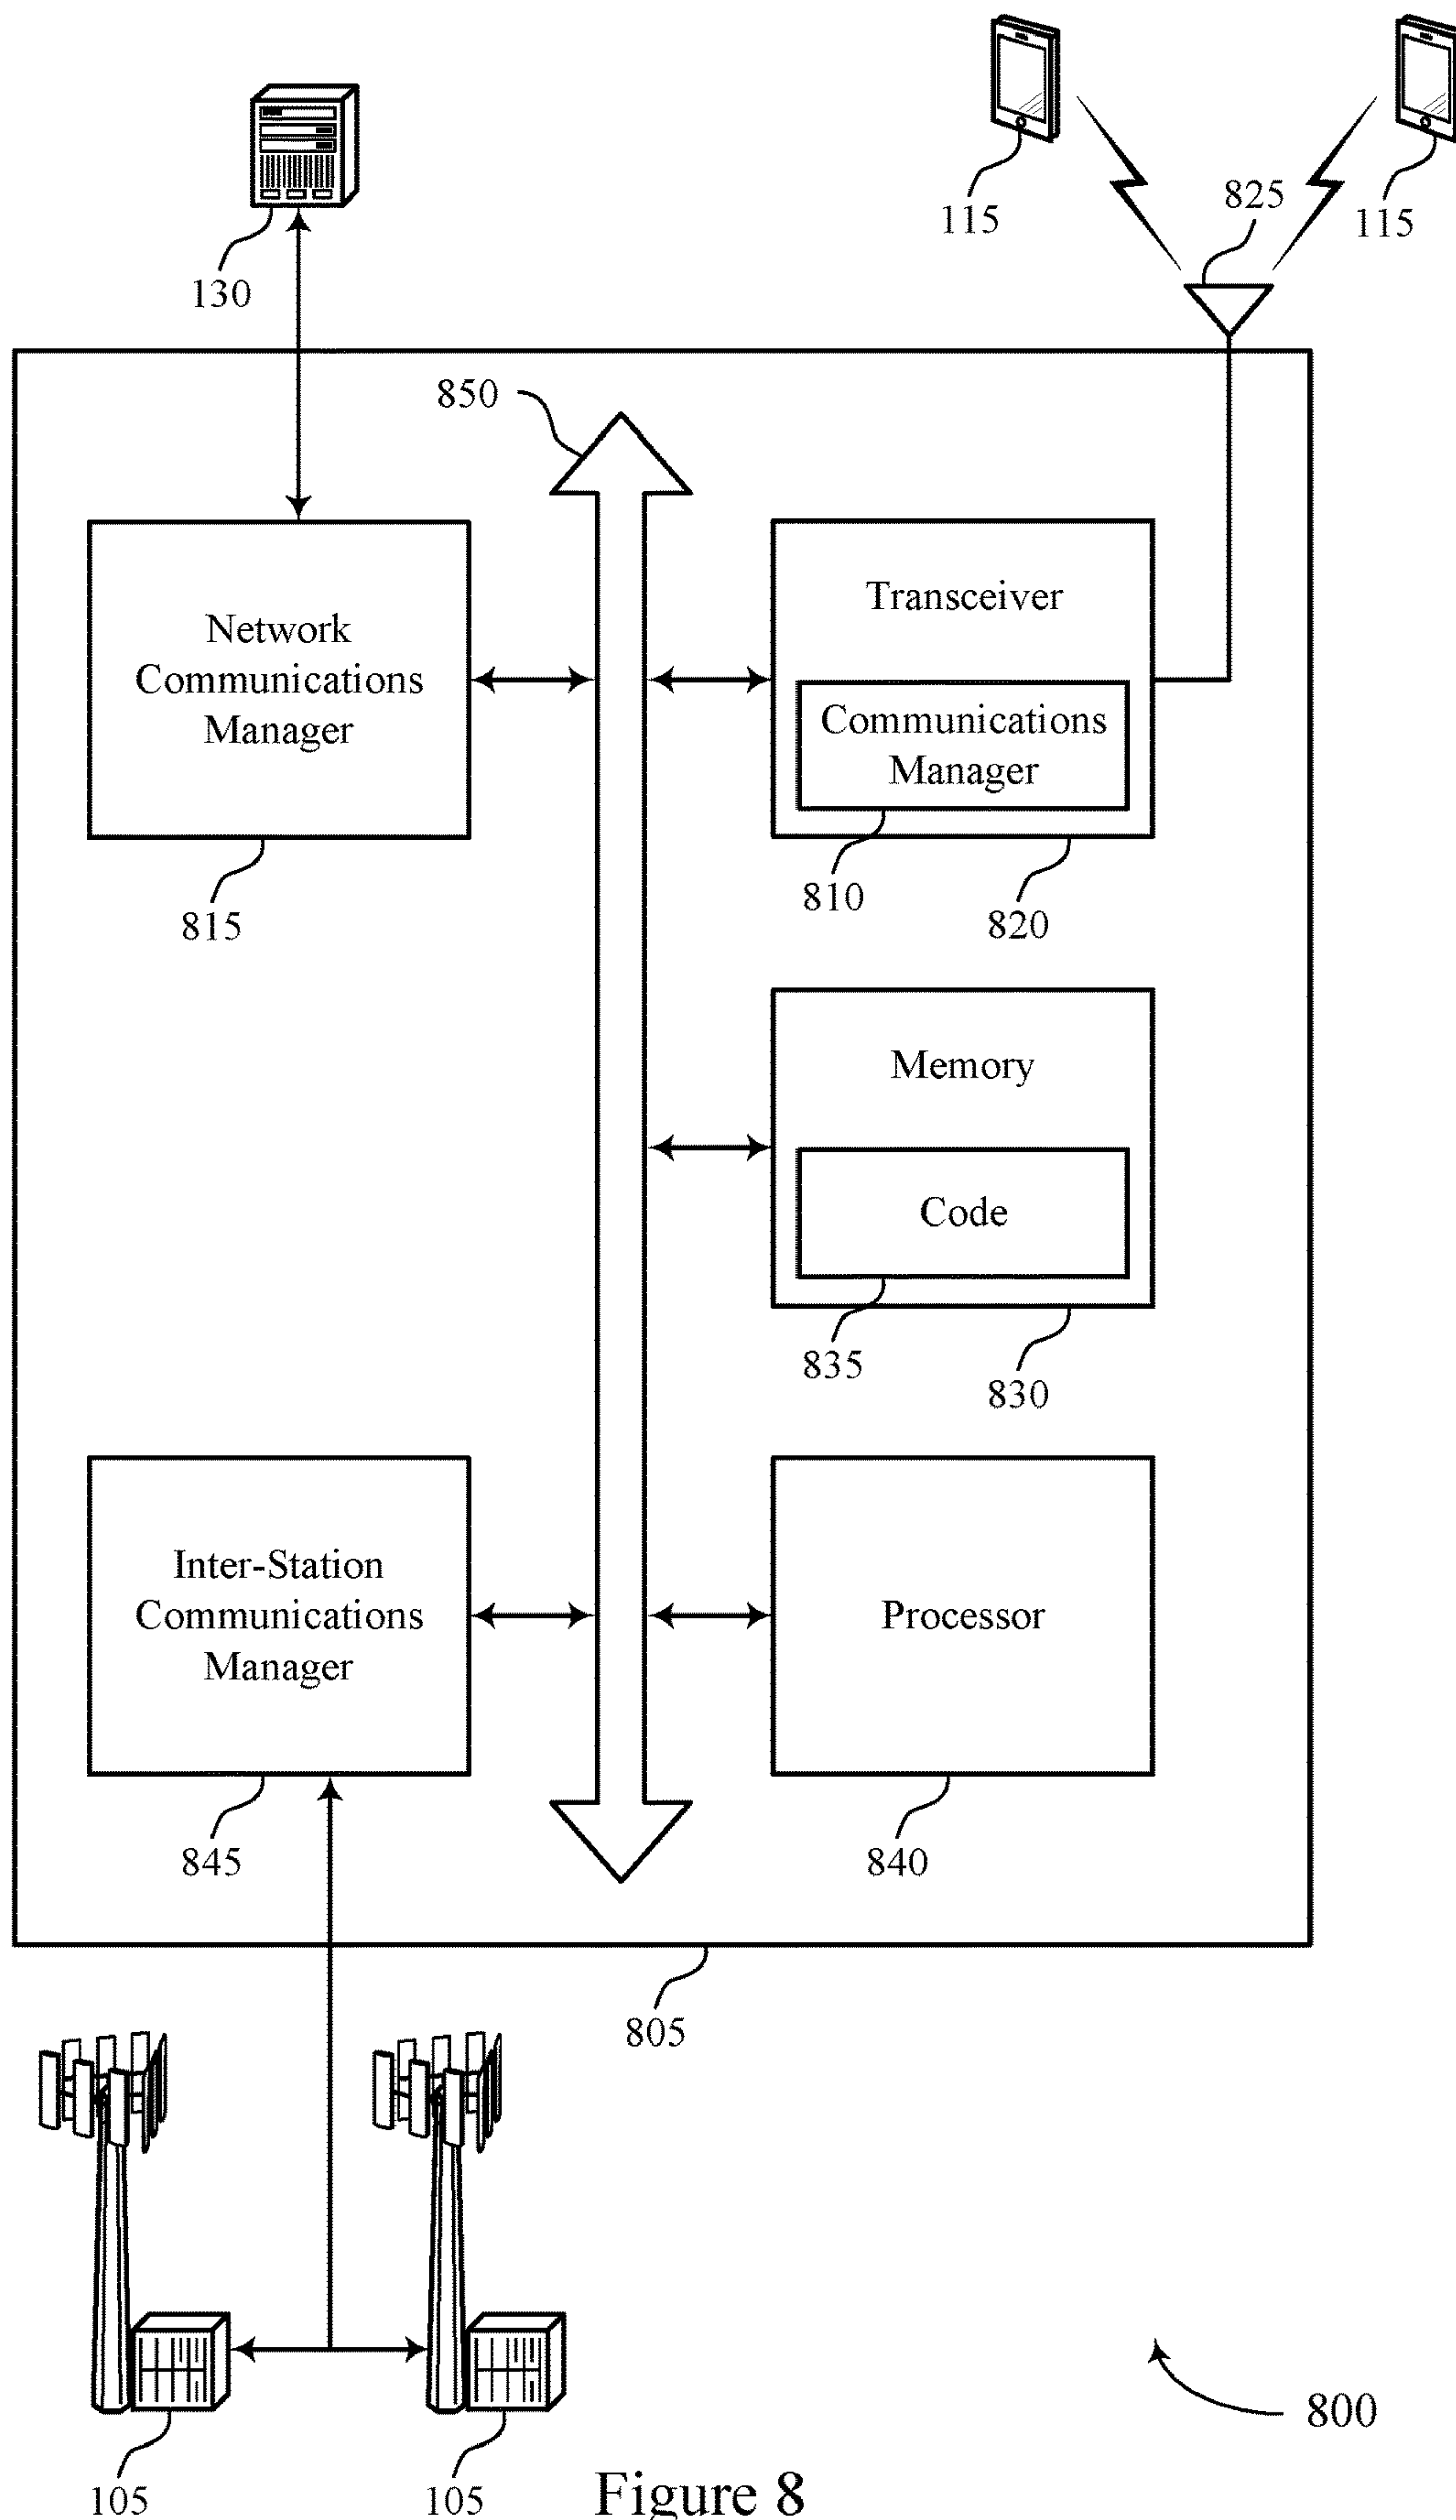 115
825
115
130
850
Network
Communications
Manager
Transceiver
Communications
Manager
815
810
820
Memory
Code
835
830
Inter-Station
Communications
Manager
Processor
845
840
805
105
105
800
Figure 8